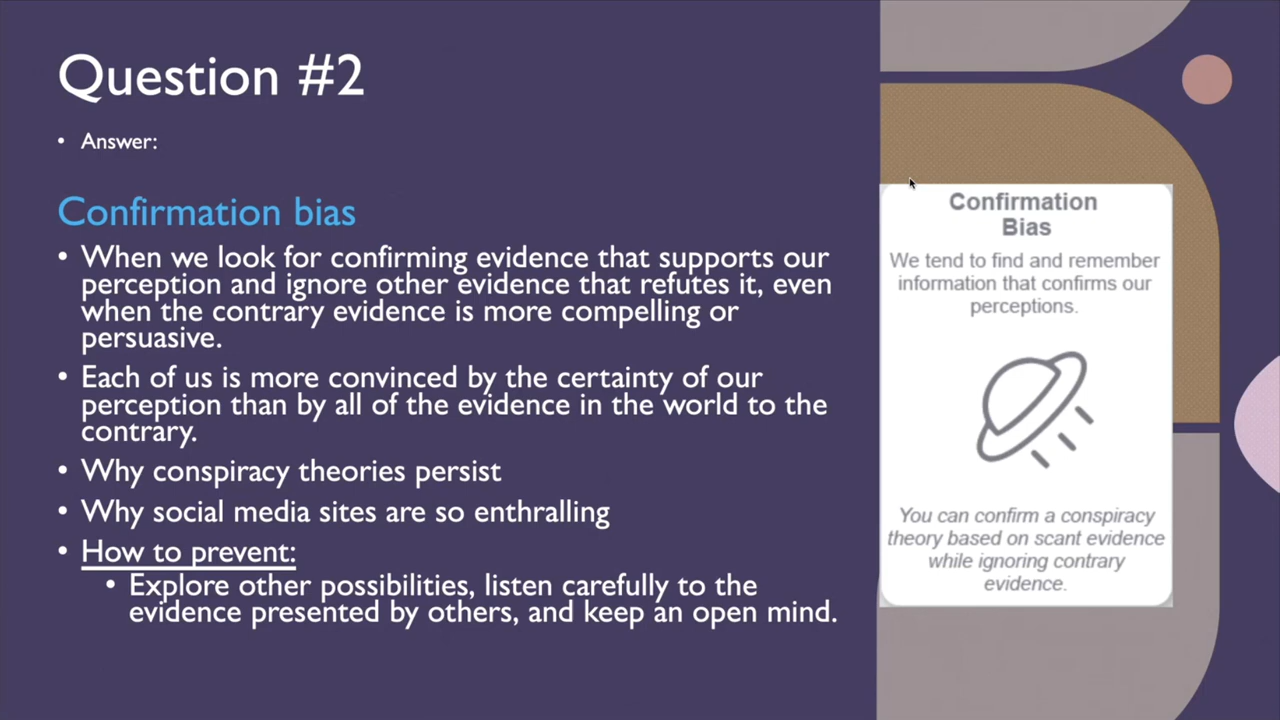 Question #2
• Answer:
Confirmation bias
• When we look for confirming evidence that supports our
perception and ignore other evidence that refutes it, even
when the contrary evidence is more compelling or
persuasive.
• Each of us is more convinced by the certainty of our
perception than by all of the evidence in the world to the
contrary.
• Why conspiracy theories persist
• Why social media sites are so enthralling
• How to prevent:
• Explore other possibilities, listen carefully to the
evidence presented by others, and keep an open mind.
Confirmation
Bias
We tend to find and remember
information that confirms our
perceptions.
You can confirm a conspiracy
theory based on scant evidence
while ignoring contrary
evidence.